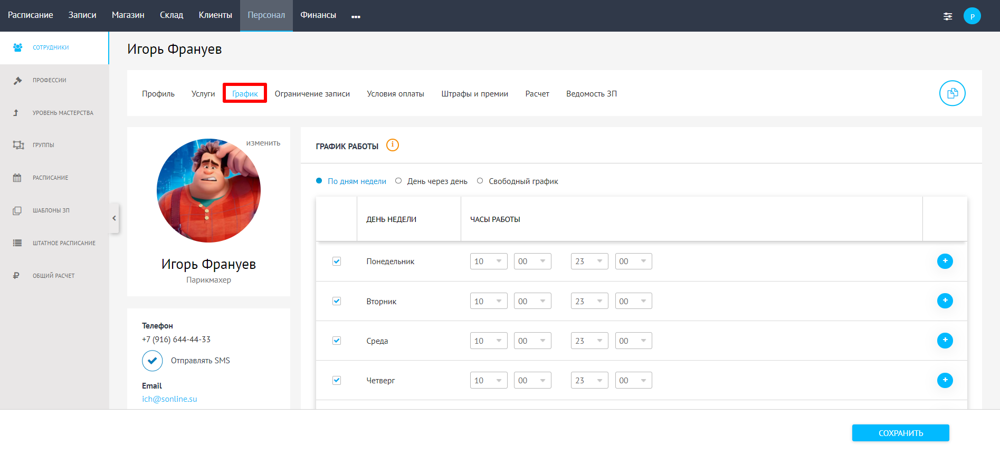 Расписание Записи Магазин Склад Клиенты Персонал Финансы ... P
СОТРУДНИКИ
ПРОФЕССИИ
УРОВЕНЬ МАСТЕРСТВА
ГРУППЫ
РАСПИСАНИЕ
ШАБЛОНЫ ЗП
ШТАТНОЕ РАСПИСАНИЕ
ОБЩИЙ РАСЧЕТ
Игорь Франуев
Профиль Услуги График Ограничение записи Условия оплаты Штрафы и премии Расчет Ведомость ЗП
изменить
Игорь Франуев
Парикмахер
Телефон
+7 (916) 644-44-33
Отправлять SMS
Email
ich@sonline.su
ГРАФИК РАБОТЫ i
По дням недели День через день Свободный график
ДЕНЬ НЕДЕЛИ ЧАСЫ РАБОТЫ
Понедельник 10 00 23 00 +
Вторник 10 00 23 00 +
Среда 10 00 23 00 +
Четверг 10 00 23 00 +
СОХРАНИТЬ